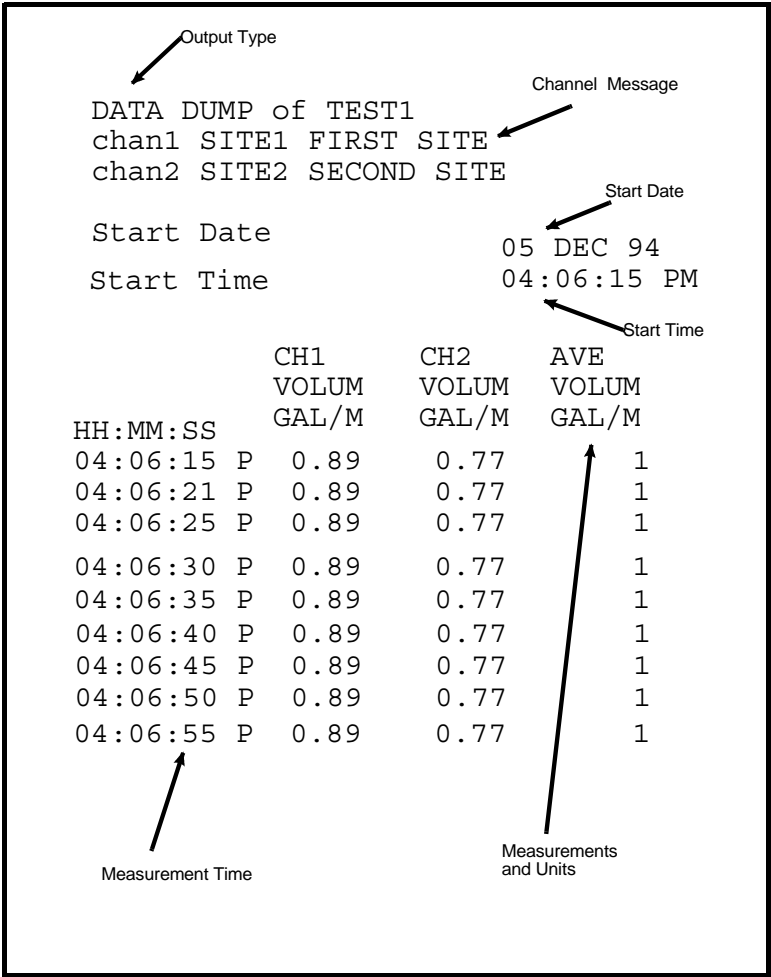 Output Type
Channel Message
DATA DUMP of TEST1
chan1 SITE1 FIRST SITE
chan2 SITE2 SECOND SITE
Start Date
Start Date
05 DEC 94
Start Time
04:06:15 PM
Start Time
CH1 CH2 AVE
VOLUM VOLUM VOLUM
HH:MM:SS GAL/M GAL/M GAL/M
04:06:15 P 0.89 0.77 1
04:06:21 P 0.89 0.77 1
04:06:25 P 0.89 0.77 1
04:06:30 P 0.89 0.77 1
04:06:35 P 0.89 0.77 1
04:06:40 P 0.89 0.77 1
04:06:45 P 0.89 0.77 1
04:06:50 P 0.89 0.77 1
04:06:55 P 0.89 0.77 1
Measurement Time
Measurements
and Units